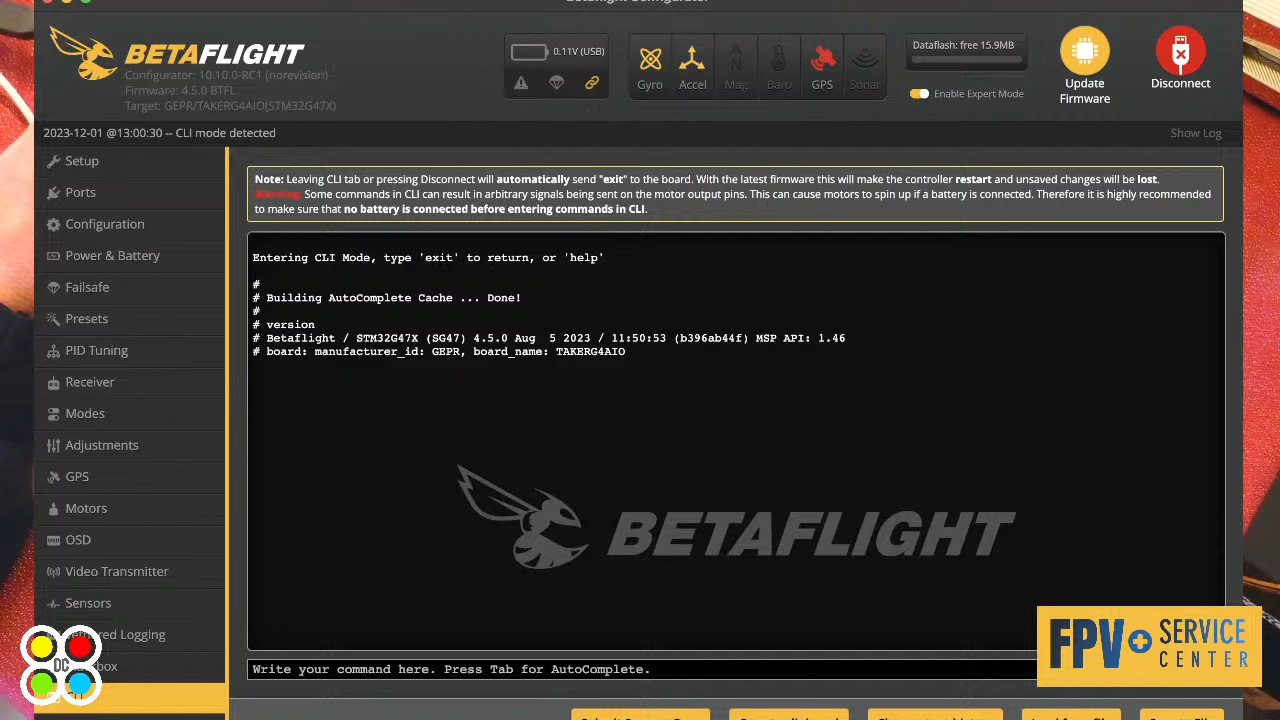 BETAFLIGHT
Configurator: 10.10.0-RC1 (norevision)
Firmware: 4.5.0 BTFL
Target: GEPR/TAKERG4AIO(STM32G47X)
0.11V (USB)
Gyro
Accel
Mag
Baro
GPS
Sonar
Dataflash: free 15.9MB
Enable Expert Mode
Update
Firmware
Disconnect
2023-12-01 @13:00:30 -- CLI mode detected
Show Log
Setup
Ports
Configuration
Power & Battery
Failsafe
Presets
PID Tuning
Receiver
Modes
Adjustments
GPS
Motors
OSD
Video Transmitter
Sensors
Logging
Note: Leaving CLI tab or pressing Disconnect will automatically send "exit" to the board. With the latest firmware this will make the controller restart and unsaved changes will be lost.
Warning: Some commands in CLI can result in arbitrary signals being sent on the motor output pins. This can cause motors to spin up if a battery is connected. Therefore it is highly recommended
to make sure that no battery is connected before entering commands in CLI.
Entering CLI Mode, type 'exit' to return, or 'help'
#
# Building AutoComplete Cache ... Done!
#
# version
# Betaflight / STM32G47X (SG47) 4.5.0 Aug  5 2023 / 11:50:53 (b396ab44f) MSP API: 1.46
# board: manufacturer_id: GEPR, board_name: TAKERG4AIO
BETAFLIGHT
Write your command here. Press Tab for AutoComplete.
DC
FPV+ SERVICE
CENTER